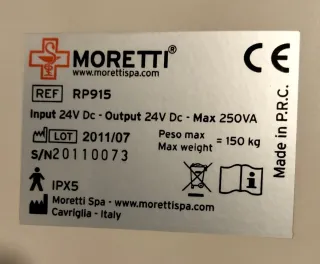 MORETTI®
www.morettispa.com
CE
REF RP915
Input 24V Dc - Output 24V Dc - Max 250VA
LOT 2011/07
Peso max
Max weight = 150 kg
S/N20110073
Made in P.R.C.
IPX5
Moretti Spa - www.morettispa.com
Cavriglia - Italy